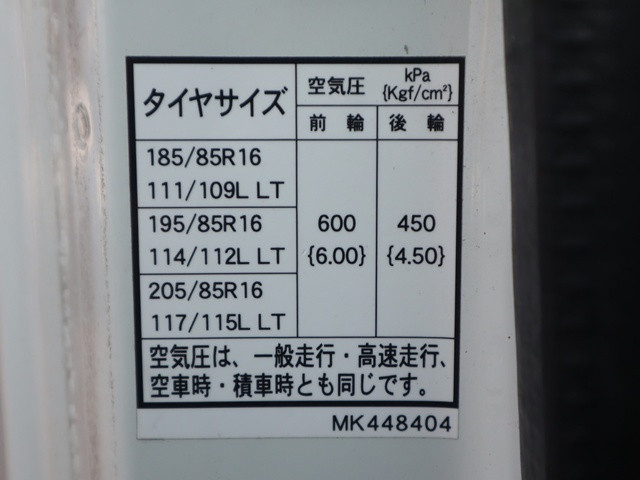 タイヤサイズ
空気圧 kPa
{Kgf/cm²}
前輪 後輪
185/85R16
111/109L LT
195/85R16 600 450
114/112L LT {6.00} {4.50}
205/85R16
117/115L LT
空気圧は、一般走行・高速走行、
空車時・積車時とも同じです。
MK448404